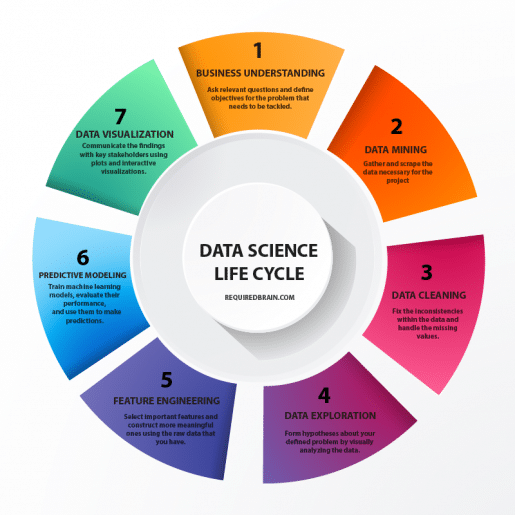 1
BUSINESS UNDERSTANDING
Ask relevant questions and define
objectives for the problem that
needs to be tackled.
2
DATA MINING
Gather and scrape the
data necessary for the
project
3
DATA CLEANING
Fix the inconsistencies
within the data and
handle the missing
values.
4
DATA EXPLORATION
Form hypotheses about your
defined problem by visually
analyzing the data.
5
FEATURE ENGINEERING
Select important features and
construct more meaningful
ones using the raw data that
you have.
6
PREDICTIVE MODELING
Train machine learning
models, evaluate their
performance,
and use them to make
predictions.
7
DATA VISUALIZATION
Communicate the findings
with key stakeholders using
plots and interactive
visualizations.
DATA SCIENCE
LIFE CYCLE
REQUIREDBRAIN.COM